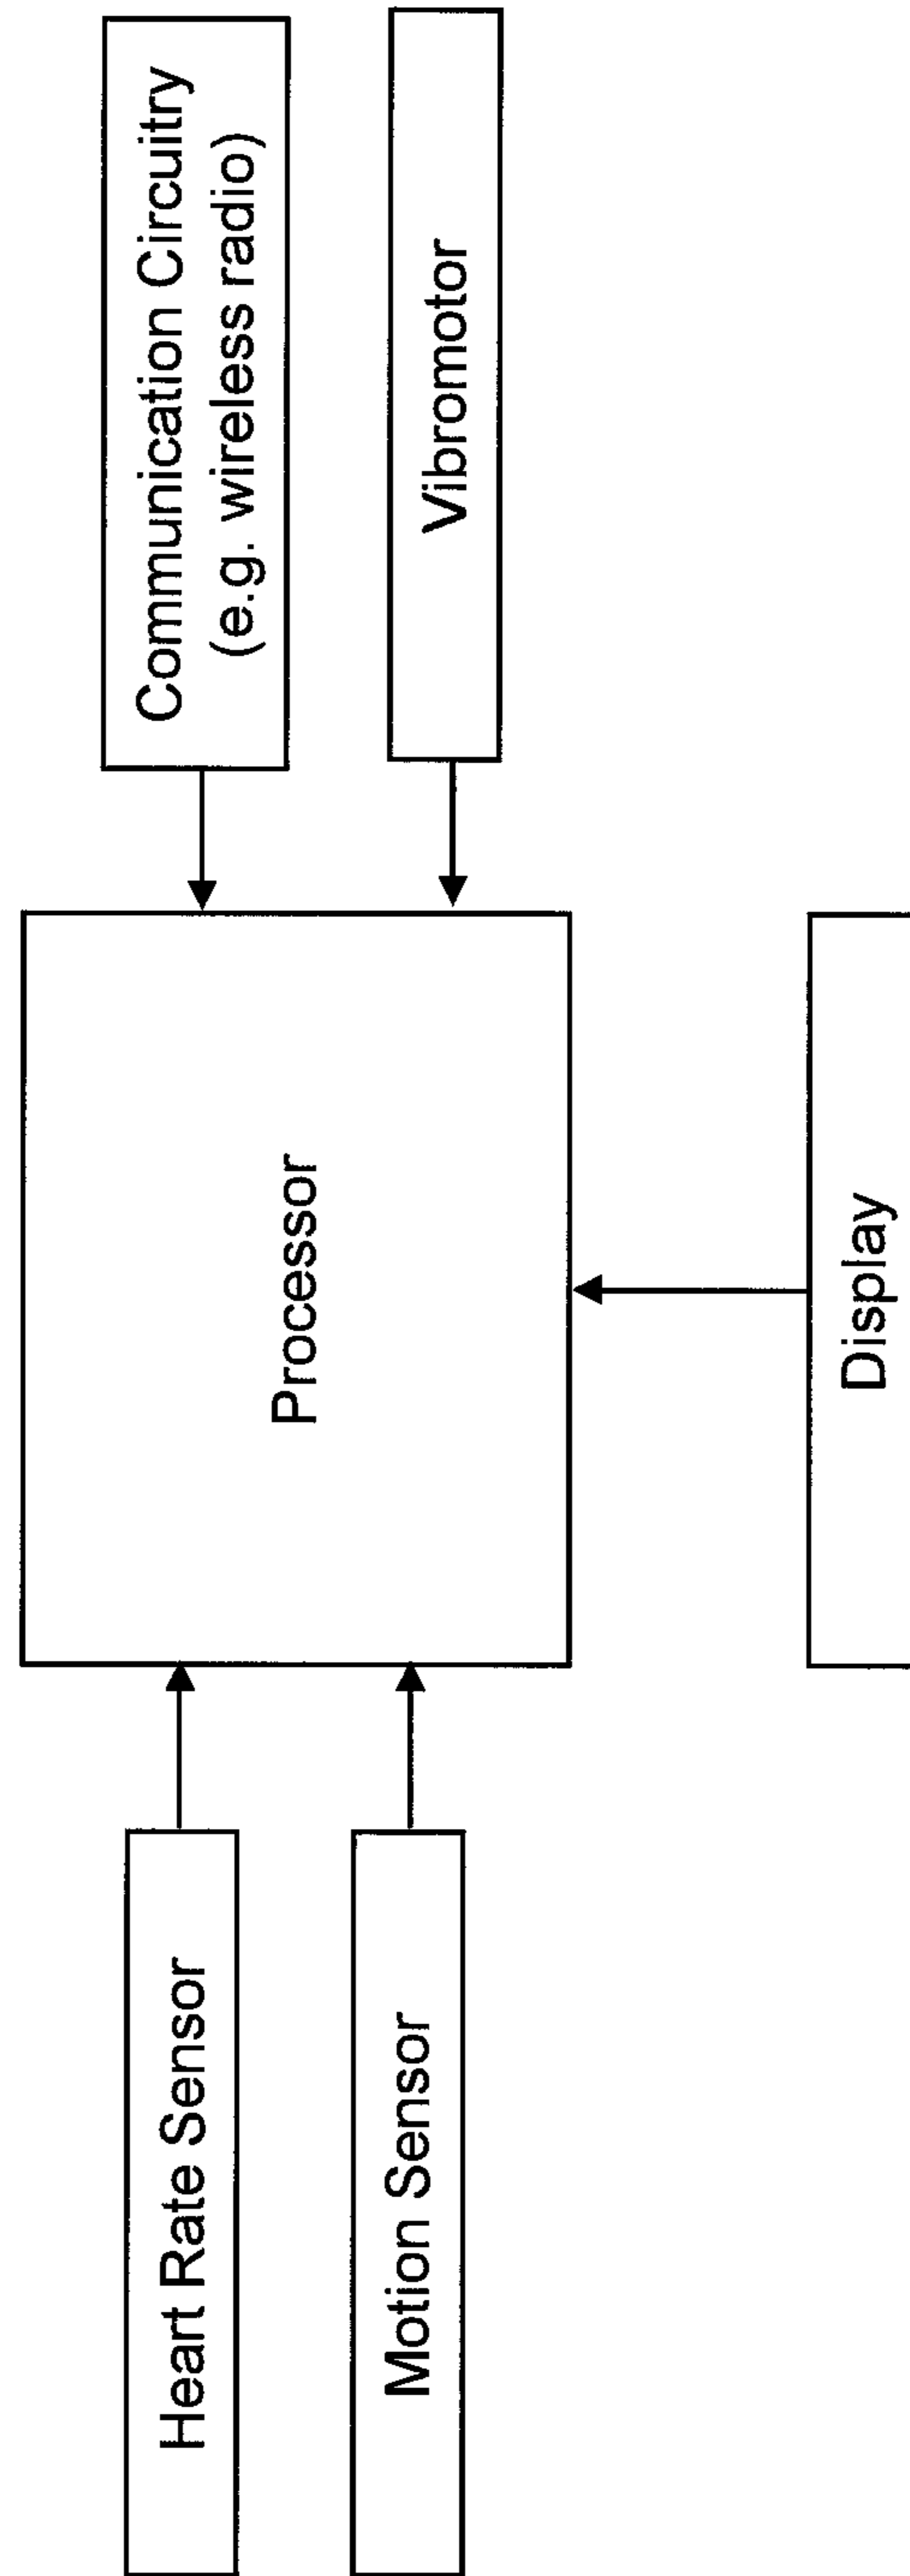 Heart Rate Sensor
Motion Sensor
Processor
Display
Communication Circuitry
(e.g. wireless radio)
Vibromotor